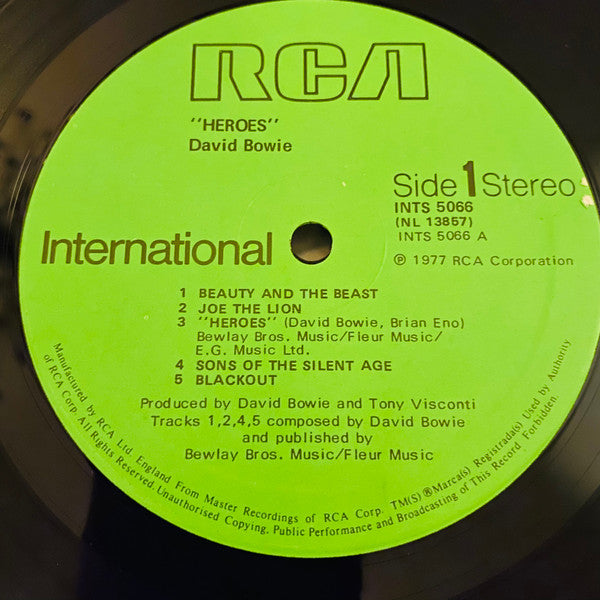 RCA
"HEROES"
David Bowie
Side 1 Stereo
INTS 5066
(NL 13857)
INTS 5066 A
International
℗ 1977 RCA Corporation
1 BEAUTY AND THE BEAST
2 JOE THE LION
3 "HEROES" (David Bowie, Brian Eno)
Bewlay Bros. Music/Fleur Music/
E.G. Music Ltd.
4 SONS OF THE SILENT AGE
5 BLACKOUT
Produced by David Bowie and Tony Visconti
Tracks 1,2,4,5 composed by David Bowie
and published by
Bewlay Bros. Music/Fleur Music
Manufactured by RCA Ltd. England From Master Recordings of RCA Corp. TM(S) ® Marca(s) Registrada(s) Used by Authority
of RCA Corp. All Rights Reserved Unauthorised Copying, Public Performance and Broadcasting of This Record Forbidden.